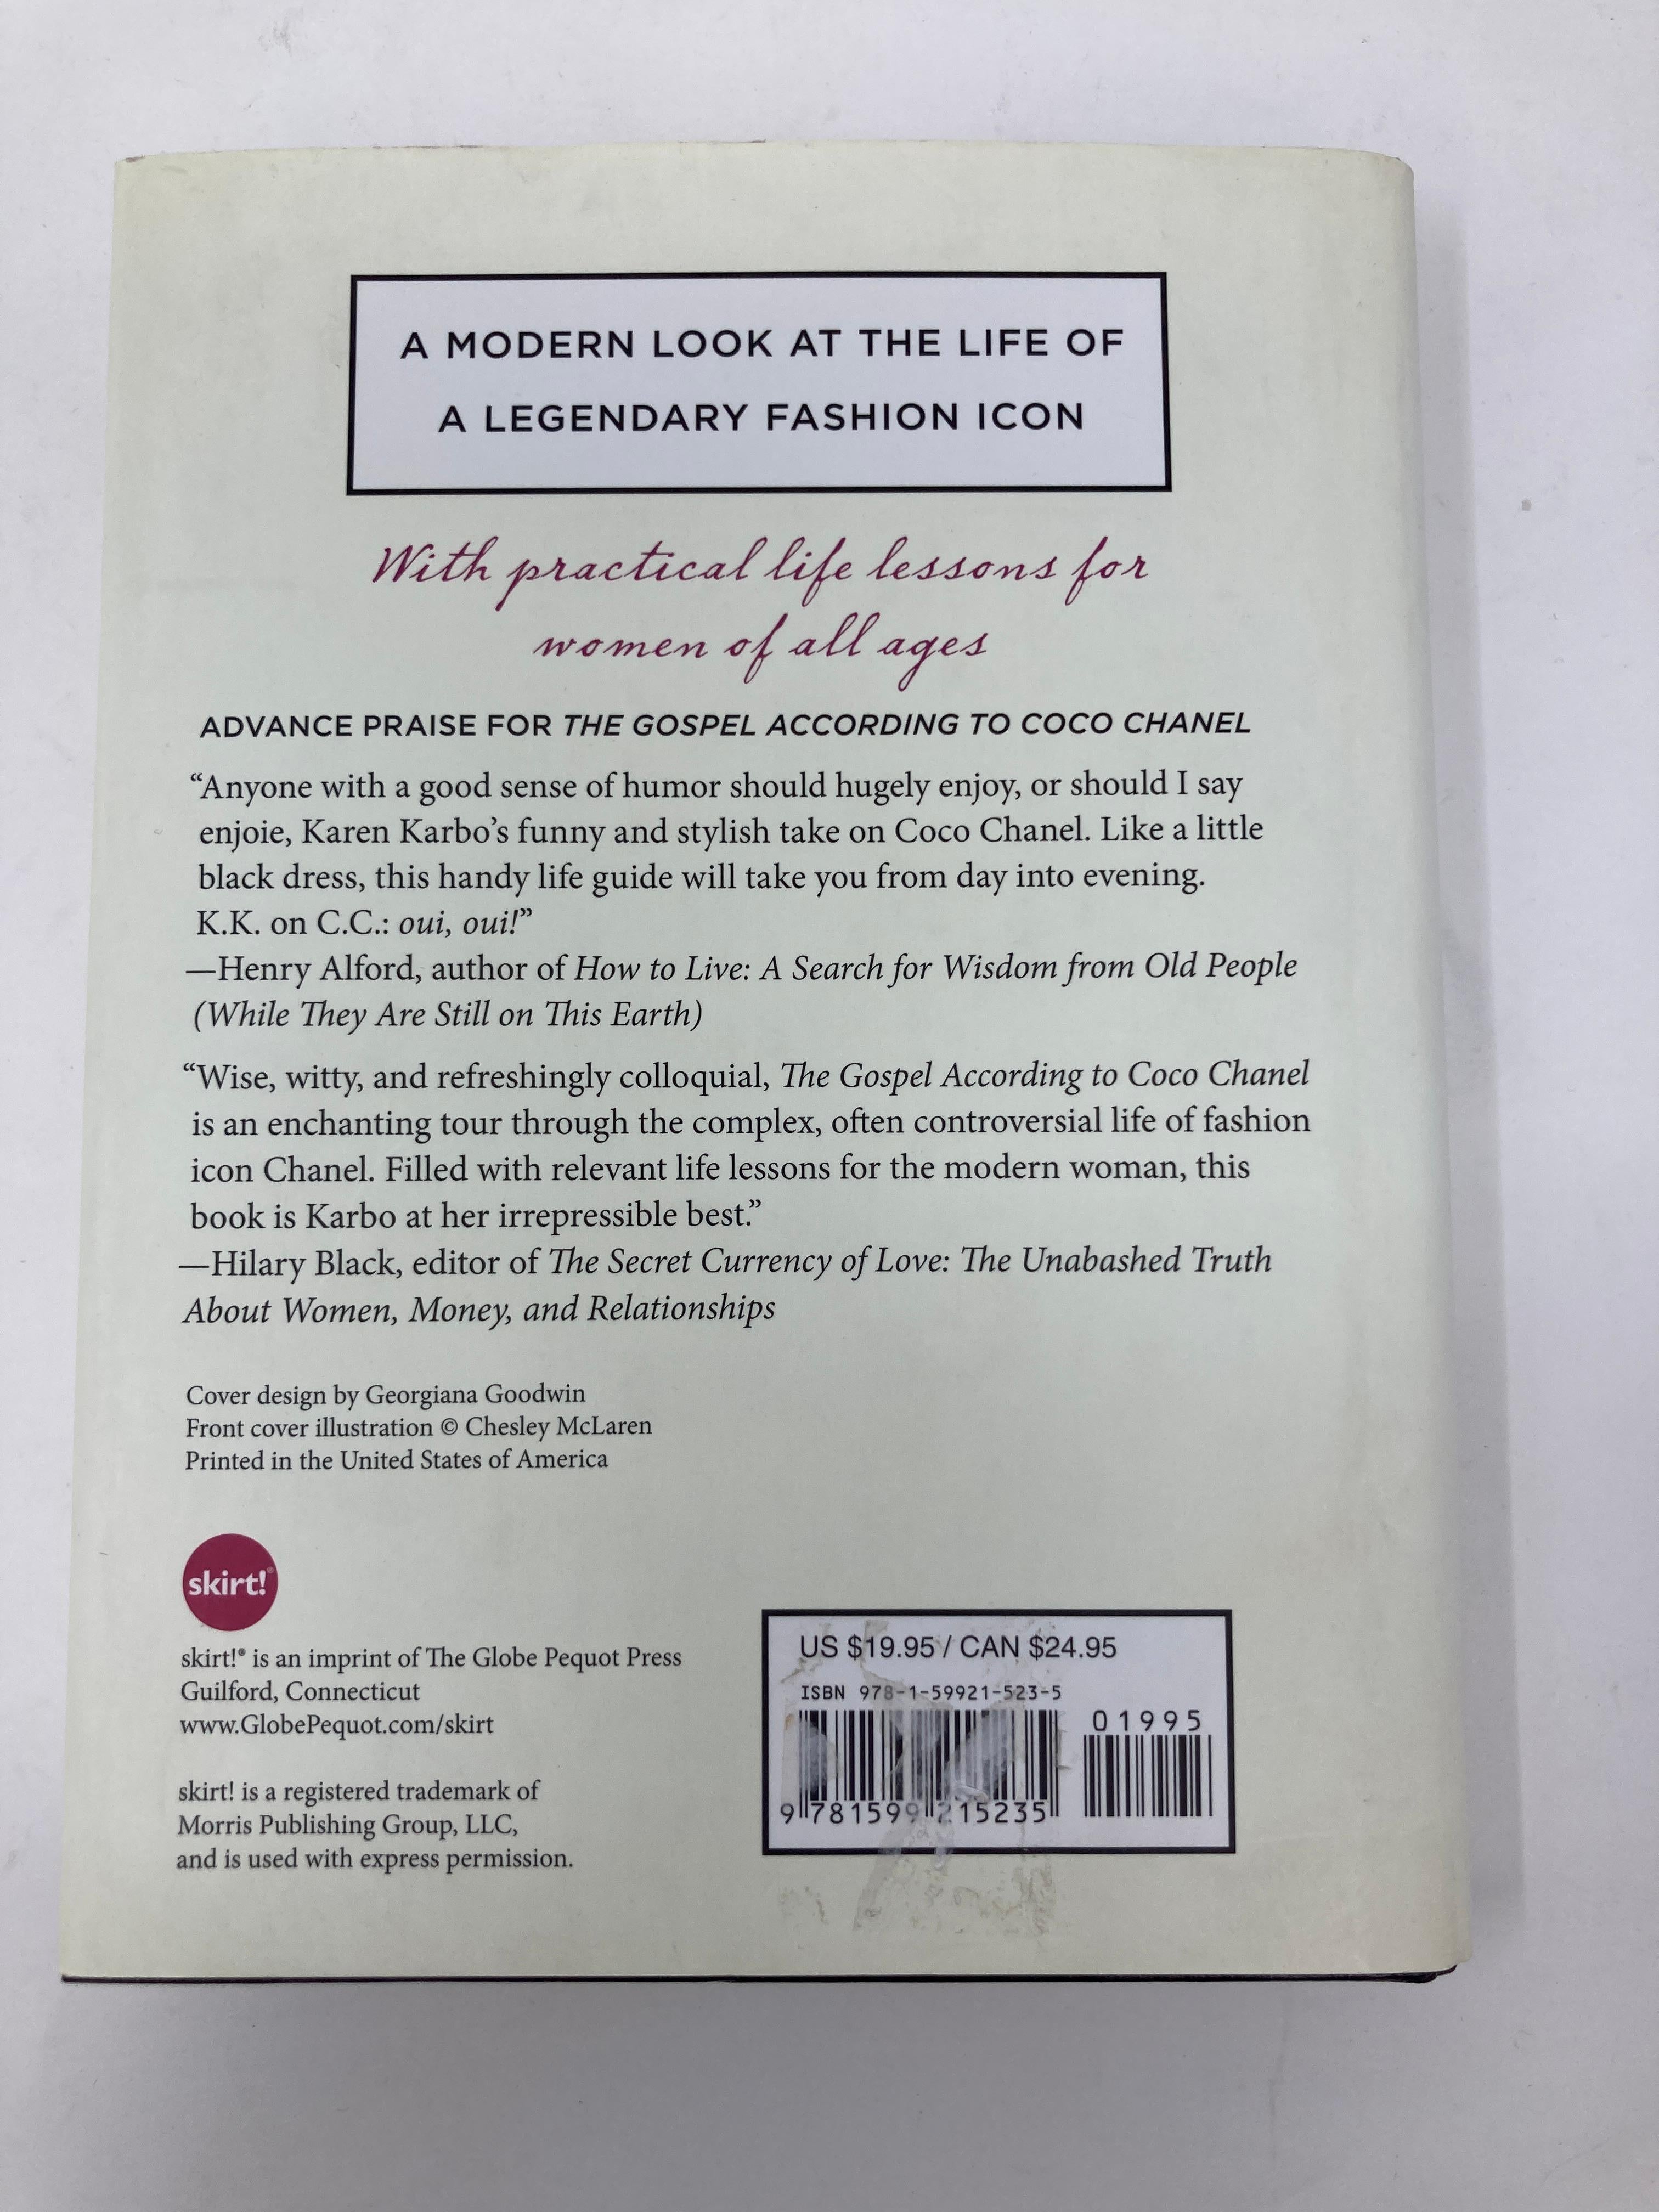 A MODERN LOOK AT THE LIFE OF
A LEGENDARY FASHION ICON
With practical life lessons for
women of all ages
ADVANCE PRAISE FOR THE GOSPEL ACCORDING TO COCO CHANEL
“Anyone with a good sense of humor should hugely enjoy, or should I say
enjoie, Karen Karbo’s funny and stylish take on Coco Chanel. Like a little
black dress, this handy life guide will take you from day into evening.
K.K. on C.C.: oui, oui!”
—Henry Alford, author of How to Live: A Search for Wisdom from Old People
(While They Are Still on This Earth)
“Wise, witty, and refreshingly colloquial, The Gospel According to Coco Chanel
is an enchanting tour through the complex, often controversial life of fashion
icon Chanel. Filled with relevant life lessons for the modern woman, this
book is Karbo at her irrepressible best.”
—Hilary Black, editor of The Secret Currency of Love: The Unabashed Truth
About Women, Money, and Relationships
Cover design by Georgiana Goodwin
Front cover illustration © Chesley McLaren
Printed in the United States of America
skirt!®
skirt!® is an imprint of The Globe Pequot Press
Guilford, Connecticut
www.GlobePequot.com/skirt
skirt! is a registered trademark of
Morris Publishing Group, LLC,
and is used with express permission.
US $19.95 / CAN $24.95
ISBN 978-1-59921-523-5
01995
9 781599 215235